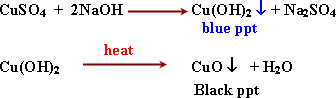 CuSO₄ + 2NaOH ⟶ Cu(OH)₂ ↓ + Na₂SO₄
blue ppt
heat
Cu(OH)₂ ⟶ CuO ↓ + H₂O
Black ppt